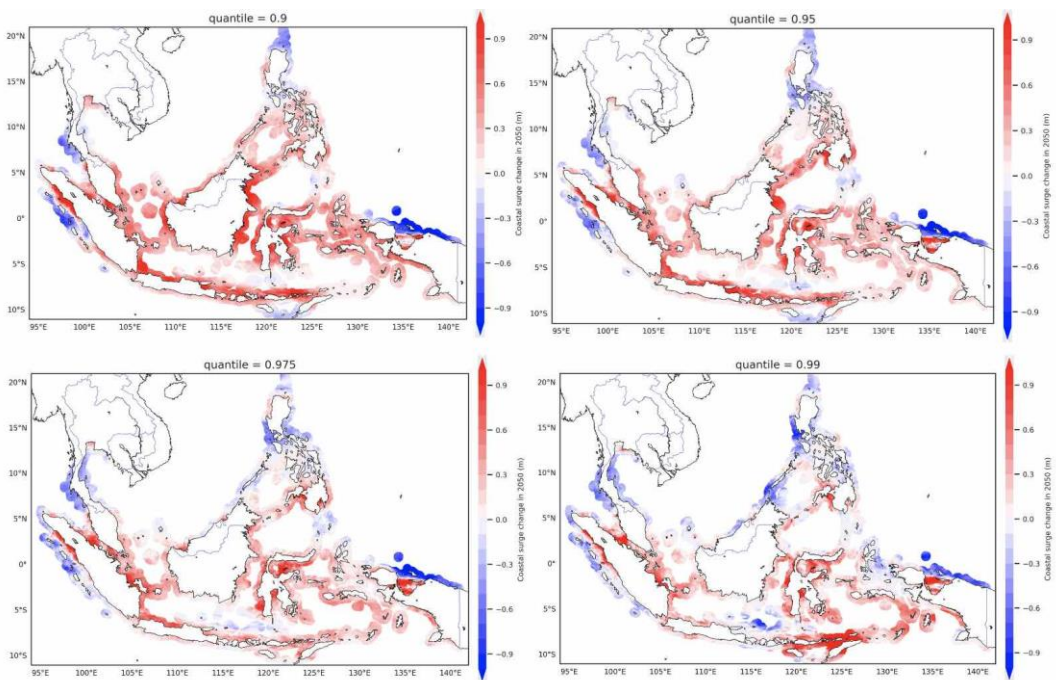 quantile = 0.9
20°N
15°N
10°N
5°N
0°
5°S
10°S
95°E 100°E 105°E 110°E 115°E 120°E 125°E 130°E 135°E 140°E
0.9
0.6
0.3
0.0
−0.3
−0.6
−0.9
Coastal surge change in 2050 (m)
quantile = 0.95
20°N
15°N
10°N
5°N
0°
5°S
10°S
95°E 100°E 105°E 110°E 115°E 120°E 125°E 130°E 135°E 140°E
0.9
0.6
0.3
0.0
−0.3
−0.6
−0.9
Coastal surge change in 2050 (m)
quantile = 0.975
20°N
15°N
10°N
5°N
0°
5°S
10°S
95°E 100°E 105°E 110°E 115°E 120°E 125°E 130°E 135°E 140°E
0.9
0.6
0.3
0.0
−0.3
−0.6
−0.9
Coastal surge change in 2050 (m)
quantile = 0.99
20°N
15°N
10°N
5°N
0°
5°S
10°S
95°E 100°E 105°E 110°E 115°E 120°E 125°E 130°E 135°E 140°E
0.9
0.6
0.3
0.0
−0.3
−0.6
−0.9
Coastal surge change in 2050 (m)